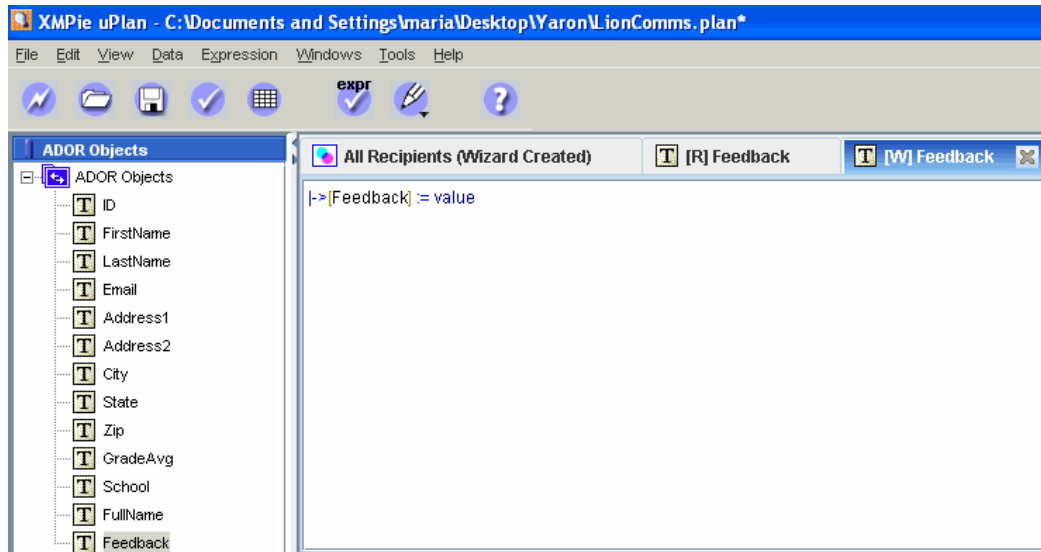 XMPie uPlan - C:\Documents and Settings\maria\Desktop\Yaron\LionComms.plan*
File Edit View Data Expression Windows Tools Help
expr
ADOR Objects
All Recipients (Wizard Created)
[R] Feedback
[W] Feedback
ADOR Objects
ID
FirstName
LastName
Email
Address1
Address2
City
State
Zip
GradeAvg
School
FullName
Feedback
|->[Feedback] := value